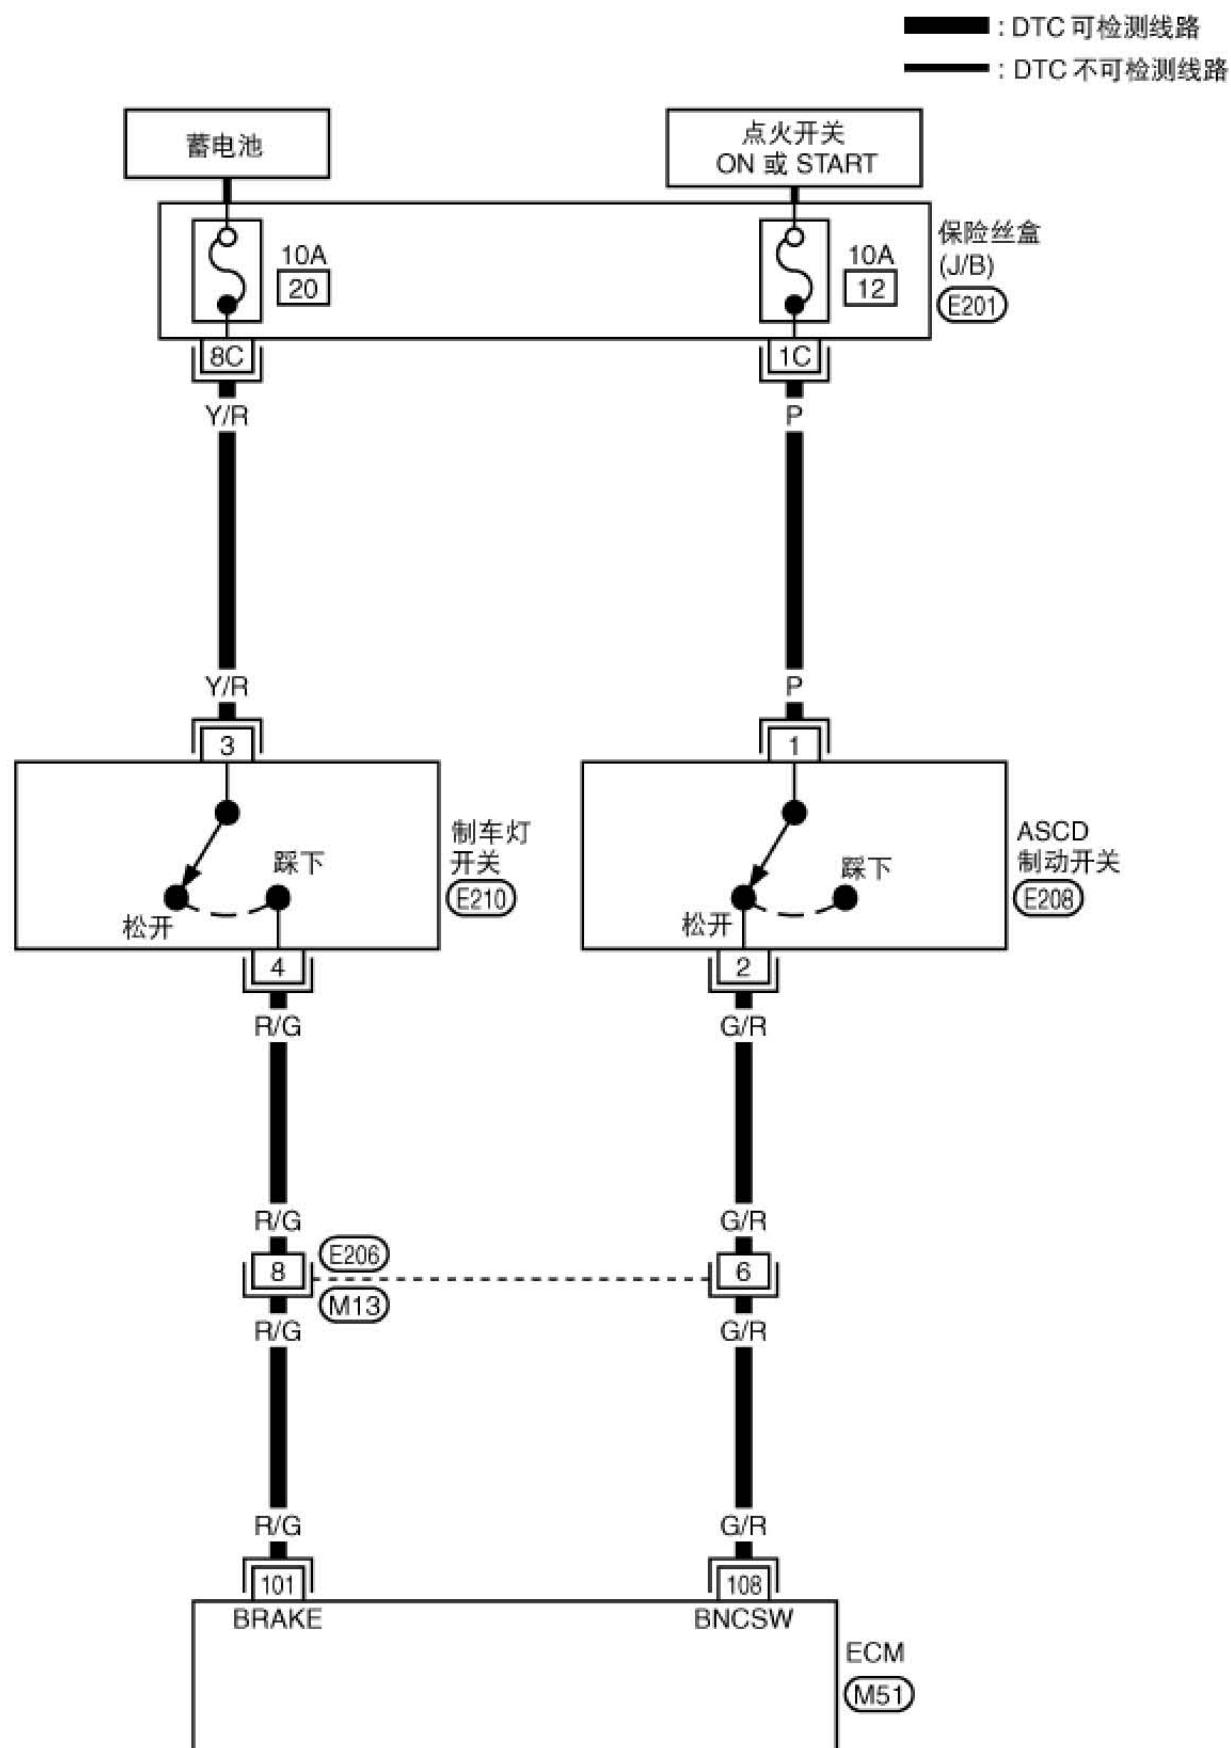 : DTC 可检测线路
: DTC 不可检测线路
蓄电池
点火开关
ON 或 START
10A
20
10A
12
保险丝盒
(J/B)
E201
8C
1C
Y/R
P
Y/R
P
3
1
制车灯
开关
E210
踩下
松开
ASCD
制动开关
E208
踩下
松开
4
2
R/G
G/R
R/G
G/R
8
E206
M13
6
R/G
G/R
R/G
G/R
101
108
BRAKE
BNCSW
ECM
M51